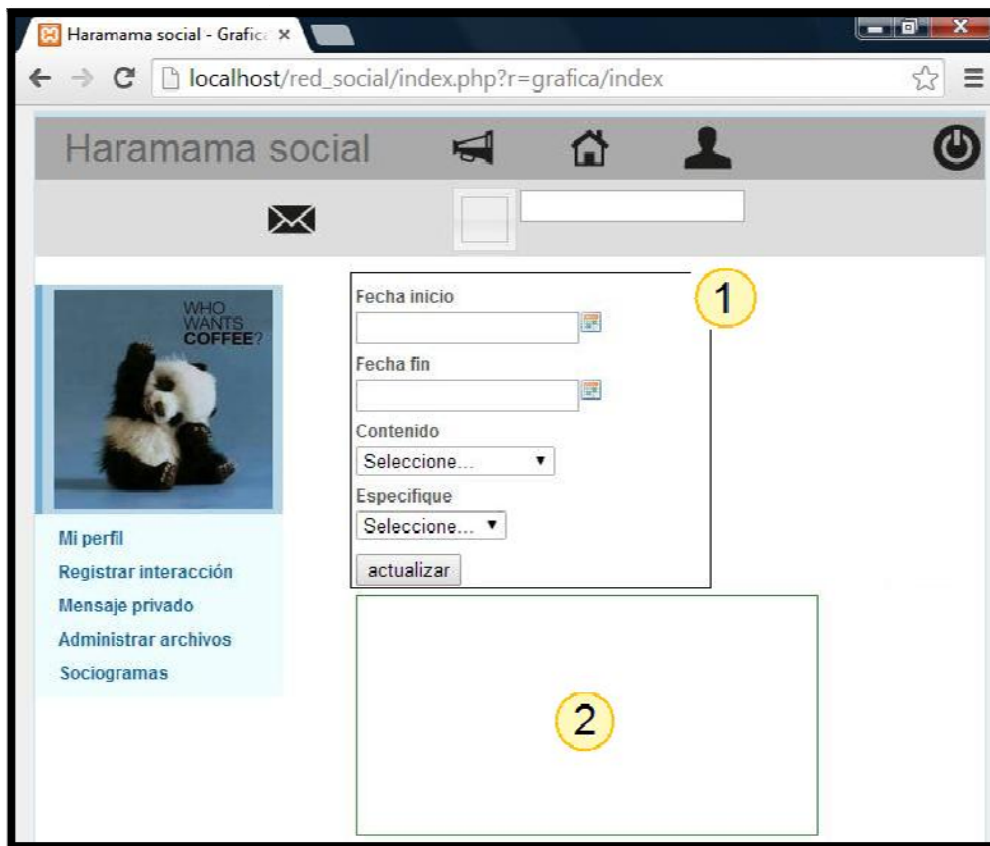 Haramama social - Grafica
localhost/red_social/index.php?r=grafica/index
Haramama social
WHO
WANTS
COFFEE?
Mi perfil
Registrar interacción
Mensaje privado
Administrar archivos
Sociogramas
Fecha inicio
Fecha fin
Contenido
Seleccione...
Especifique
Seleccione...
actualizar
1
2